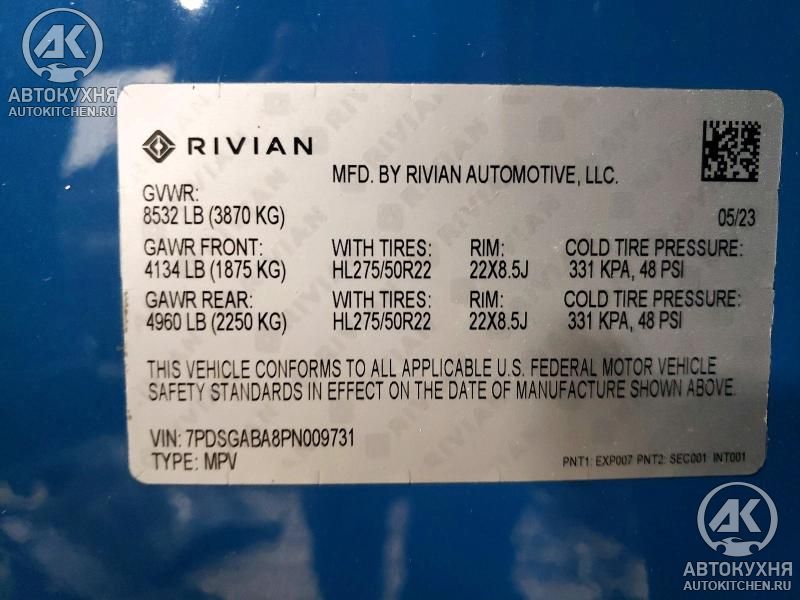 АВТОКУХНЯ
AUTOKITCHEN.RU
RIVIAN
MFD. BY RIVIAN AUTOMOTIVE, LLC.
GVWR:
8532 LB (3870 KG) 05/23
GAWR FRONT: WITH TIRES: RIM: COLD TIRE PRESSURE:
4134 LB (1875 KG) HL275/50R22 22X8.5J 331 KPA, 48 PSI
GAWR REAR: WITH TIRES: RIM: COLD TIRE PRESSURE:
4960 LB (2250 KG) HL275/50R22 22X8.5J 331 KPA, 48 PSI
THIS VEHICLE CONFORMS TO ALL APPLICABLE U.S. FEDERAL MOTOR VEHICLE
SAFETY STANDARDS IN EFFECT ON THE DATE OF MANUFACTURE SHOWN ABOVE.
VIN: 7PDSGABA8PN009731
TYPE: MPV PNT1: EXP007 PNT2: SEC001 INT001
АВТОКУХНЯ
AUTOKITCHEN.RU